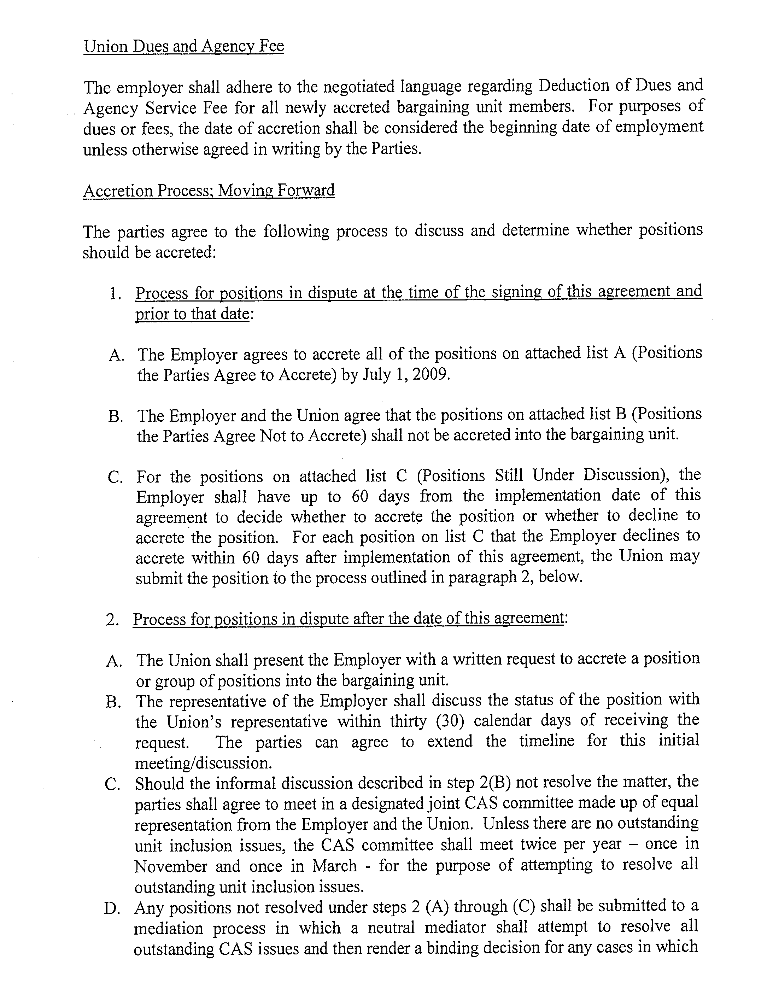 Union Dues and Agency Fee
The employer shall adhere to the negotiated language regarding Deduction of Dues and
Agency Service Fee for all newly accreted bargaining unit members. For purposes of
dues or fees, the date of accretion shall be considered the beginning date of employment
unless otherwise agreed in writing by the Parties.
Accretion Process; Moving Forward
The parties agree to the following process to discuss and determine whether positions
should be accreted:
1. Process for positions in dispute at the time of the signing of this agreement and
prior to that date:
A. The Employer agrees to accrete all of the positions on attached list A (Positions
the Parties Agree to Accrete) by July 1, 2009.
B. The Employer and the Union agree that the positions on attached list B (Positions
the Parties Agree Not to Accrete) shall not be accreted into the bargaining unit.
C. For the positions on attached list C (Positions Still Under Discussion), the
Employer shall have up to 60 days from the implementation date of this
agreement to decide whether to accrete the position or whether to decline to
accrete the position. For each position on list C that the Employer declines to
accrete within 60 days after implementation of this agreement, the Union may
submit the position to the process outlined in paragraph 2, below.
2. Process for positions in dispute after the date of this agreement:
A. The Union shall present the Employer with a written request to accrete a position
or group of positions into the bargaining unit.
B. The representative of the Employer shall discuss the status of the position with
the Union's representative within thirty (30) calendar days of receiving the
request. The parties can agree to extend the timeline for this initial
meeting/discussion.
C. Should the informal discussion described in step 2(B) not resolve the matter, the
parties shall agree to meet in a designated joint CAS committee made up of equal
representation from the Employer and the Union. Unless there are no outstanding
unit inclusion issues, the CAS committee shall meet twice per year – once in
November and once in March - for the purpose of attempting to resolve all
outstanding unit inclusion issues.
D. Any positions not resolved under steps 2 (A) through (C) shall be submitted to a
mediation process in which a neutral mediator shall attempt to resolve all
outstanding CAS issues and then render a binding decision for any cases in which